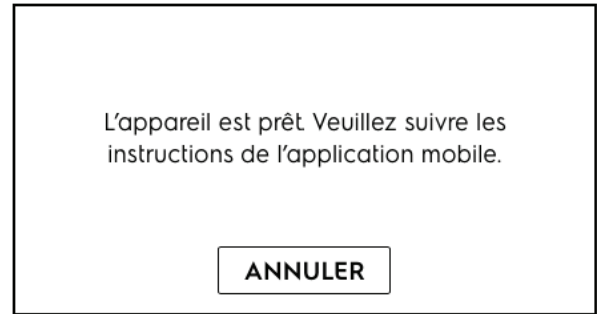 L'appareil est prêt. Veuillez suivre les
instructions de l'application mobile.
ANNULER